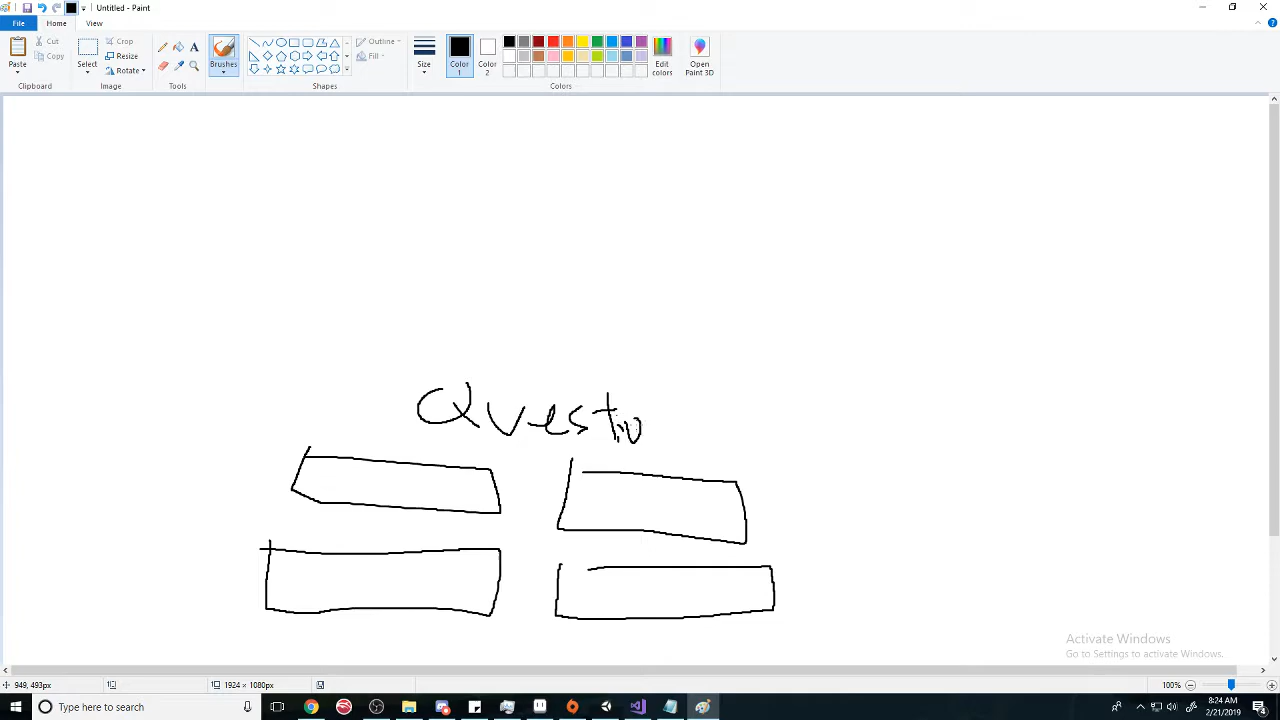 Untitled - Paint
File
Home
View
Paste
Cut
Copy
Clipboard
Select
Crop
Resize
Rotate
Image
A
Tools
Brushes
Outline
Fill
Shapes
Size
Color 1
Color 2
Edit colors
Open Paint 3D
Colors
Questio
Activate Windows
Go to Settings to activate Windows.
949, 493px
1924 × 1080px
100%
Type here to search
8:24 AM
2/21/2019